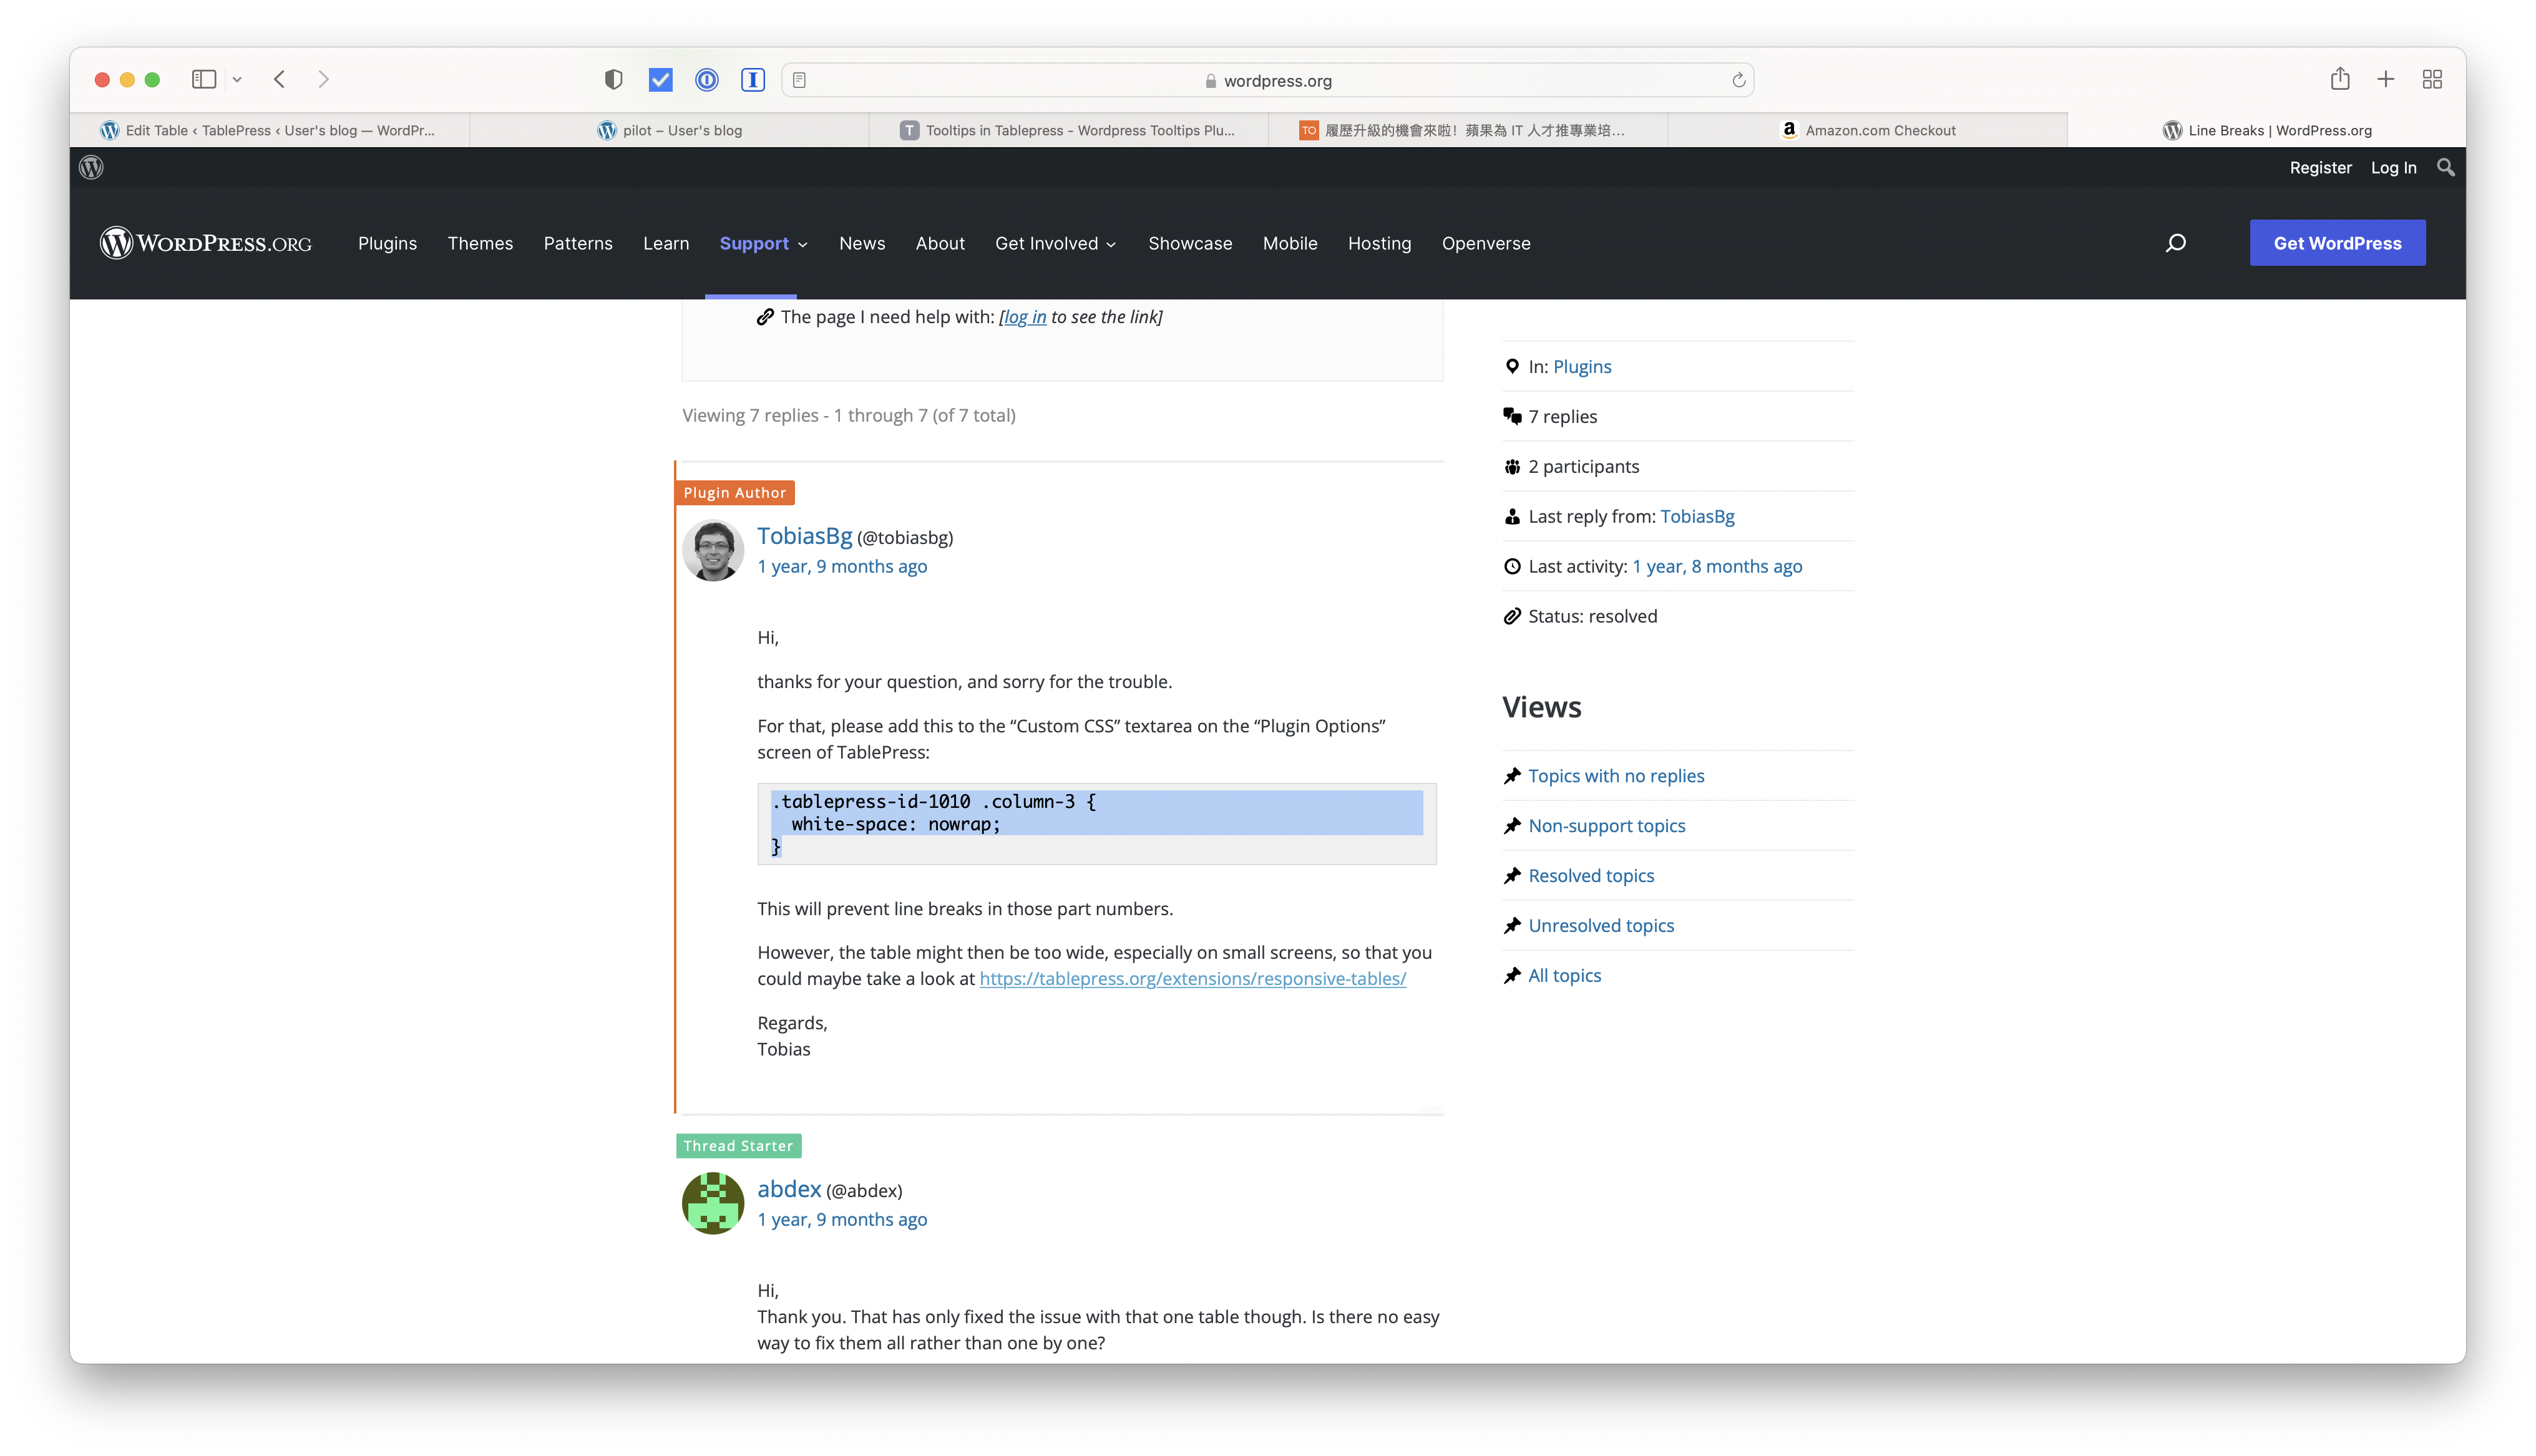 wordpress.org
Edit Table ‹ TablePress ‹ User's blog — WordPr...
pilot – User's blog
T Tooltips in Tablepress - Wordpress Tooltips Plu...
TO 履歷升級的機會來啦！蘋果為 IT 人才推專業培...
a Amazon.com Checkout
Line Breaks | WordPress.org
Register Log In
WORDPRESS.ORG Plugins Themes Patterns Learn Support News About Get Involved Showcase Mobile Hosting Openverse Get WordPress
The page I need help with: [log in to see the link]
Viewing 7 replies - 1 through 7 (of 7 total)
Plugin Author
TobiasBg (@tobiasbg)
1 year, 9 months ago
Hi,
thanks for your question, and sorry for the trouble.
For that, please add this to the “Custom CSS” textarea on the “Plugin Options”
screen of TablePress:
.tablepress-id-1010 .column-3 {
  white-space: nowrap;
}
This will prevent line breaks in those part numbers.
However, the table might then be too wide, especially on small screens, so that you
could maybe take a look at https://tablepress.org/extensions/responsive-tables/
Regards,
Tobias
Thread Starter
abdex (@abdex)
1 year, 9 months ago
Hi,
Thank you. That has only fixed the issue with that one table though. Is there no easy
way to fix them all rather than one by one?
In: Plugins
7 replies
2 participants
Last reply from: TobiasBg
Last activity: 1 year, 8 months ago
Status: resolved
Views
Topics with no replies
Non-support topics
Resolved topics
Unresolved topics
All topics